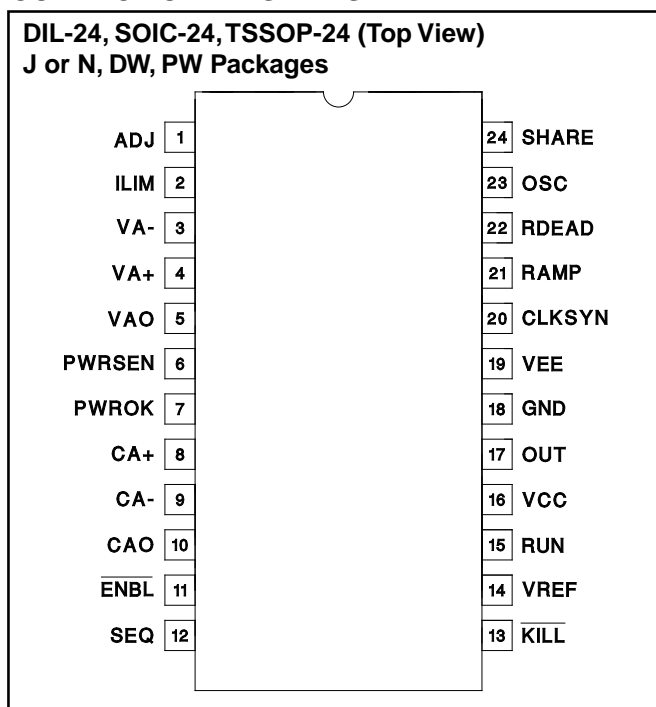 DIL-24, SOIC-24, TSSOP-24 (Top View)
J or N, DW, PW Packages
ADJ 1
ILIM 2
VA- 3
VA+ 4
VAO 5
PWRSEN 6
PWROK 7
CA+ 8
CA- 9
CAO 10
E̅N̅B̅L̅ 11
SEQ 12
24 SHARE
23 OSC
22 RDEAD
21 RAMP
20 CLKSYN
19 VEE
18 GND
17 OUT
16 VCC
15 RUN
14 VREF
13 K̅I̅L̅L̅